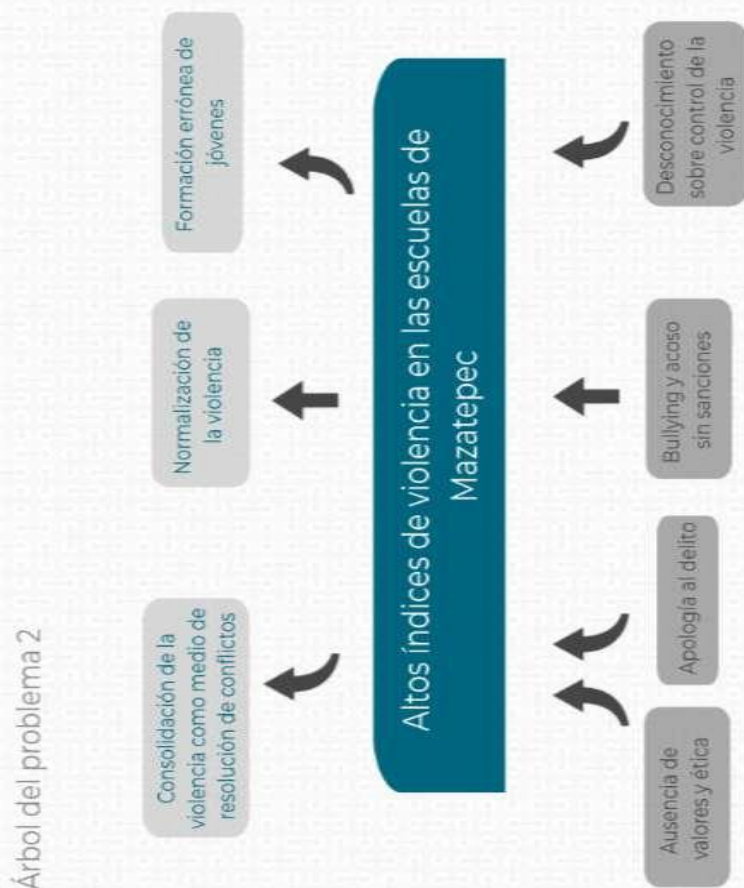 Árbol del problema 2
Consolidación de la
violencia como medio de
resolución de conflictos
Normalización de
la violencia
Formación errónea de
jóvenes
Altos índices de violencia en las escuelas de
Mazatepec
Ausencia de
valores y ética
Apología al delito
Bullying y acoso
sin sanciones
Desconocimiento
sobre control de la
violencia